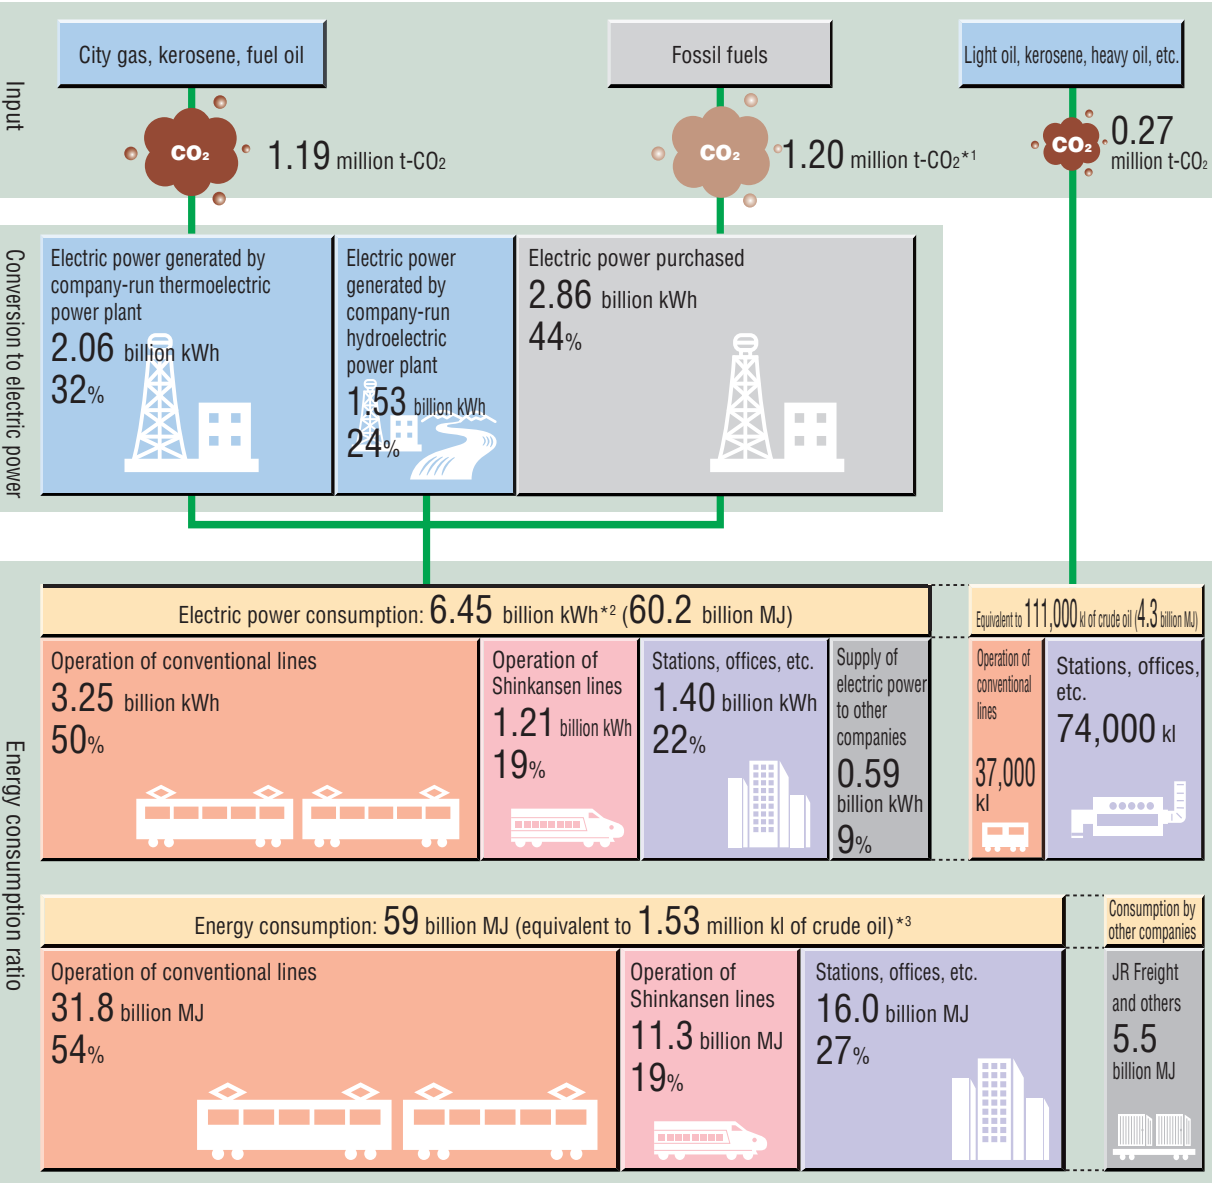 Input
City gas, kerosene, fuel oil
CO2
1.19 million t-CO2
Fossil fuels
CO2
1.20 million t-CO2*1
Light oil, kerosene, heavy oil, etc.
CO2
0.27
million t-CO2
Conversion to electric power
Electric power generated by
company-run thermoelectric
power plant
2.06 billion kWh
32%
Electric power
generated by
company-run
hydroelectric
power plant
1.53 billion kWh
24%
Electric power purchased
2.86 billion kWh
44%
Energy consumption ratio
Electric power consumption: 6.45 billion kWh*2 (60.2 billion MJ)
Operation of conventional lines
3.25 billion kWh
50%
Operation of
Shinkansen lines
1.21 billion kWh
19%
Stations, offices, etc.
1.40 billion kWh
22%
Supply of
electric power
to other
companies
0.59
billion kWh
9%
Equivalent to 111,000 kl of crude oil (4.3 billion MJ)
Operation of
conventional
lines
37,000
kl
Stations, offices,
etc.
74,000 kl
Energy consumption: 59 billion MJ (equivalent to 1.53 million kl of crude oil)*3
Operation of conventional lines
31.8 billion MJ
54%
Operation of
Shinkansen lines
11.3 billion MJ
19%
Stations, offices, etc.
16.0 billion MJ
27%
Consumption by
other companies
JR Freight
and others
5.5
billion MJ